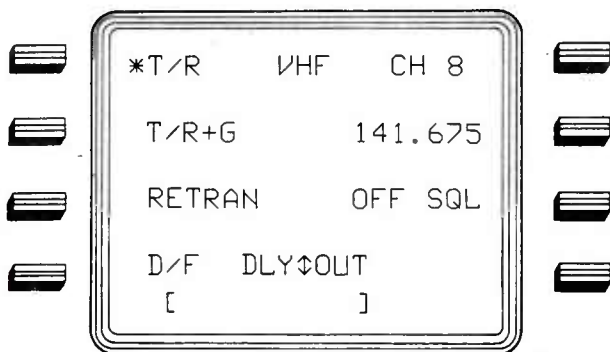 *T/R VHF CH 8
T/R+G 141.675
RETRAN OFF SQL
D/F DLY↕OUT
[ ]